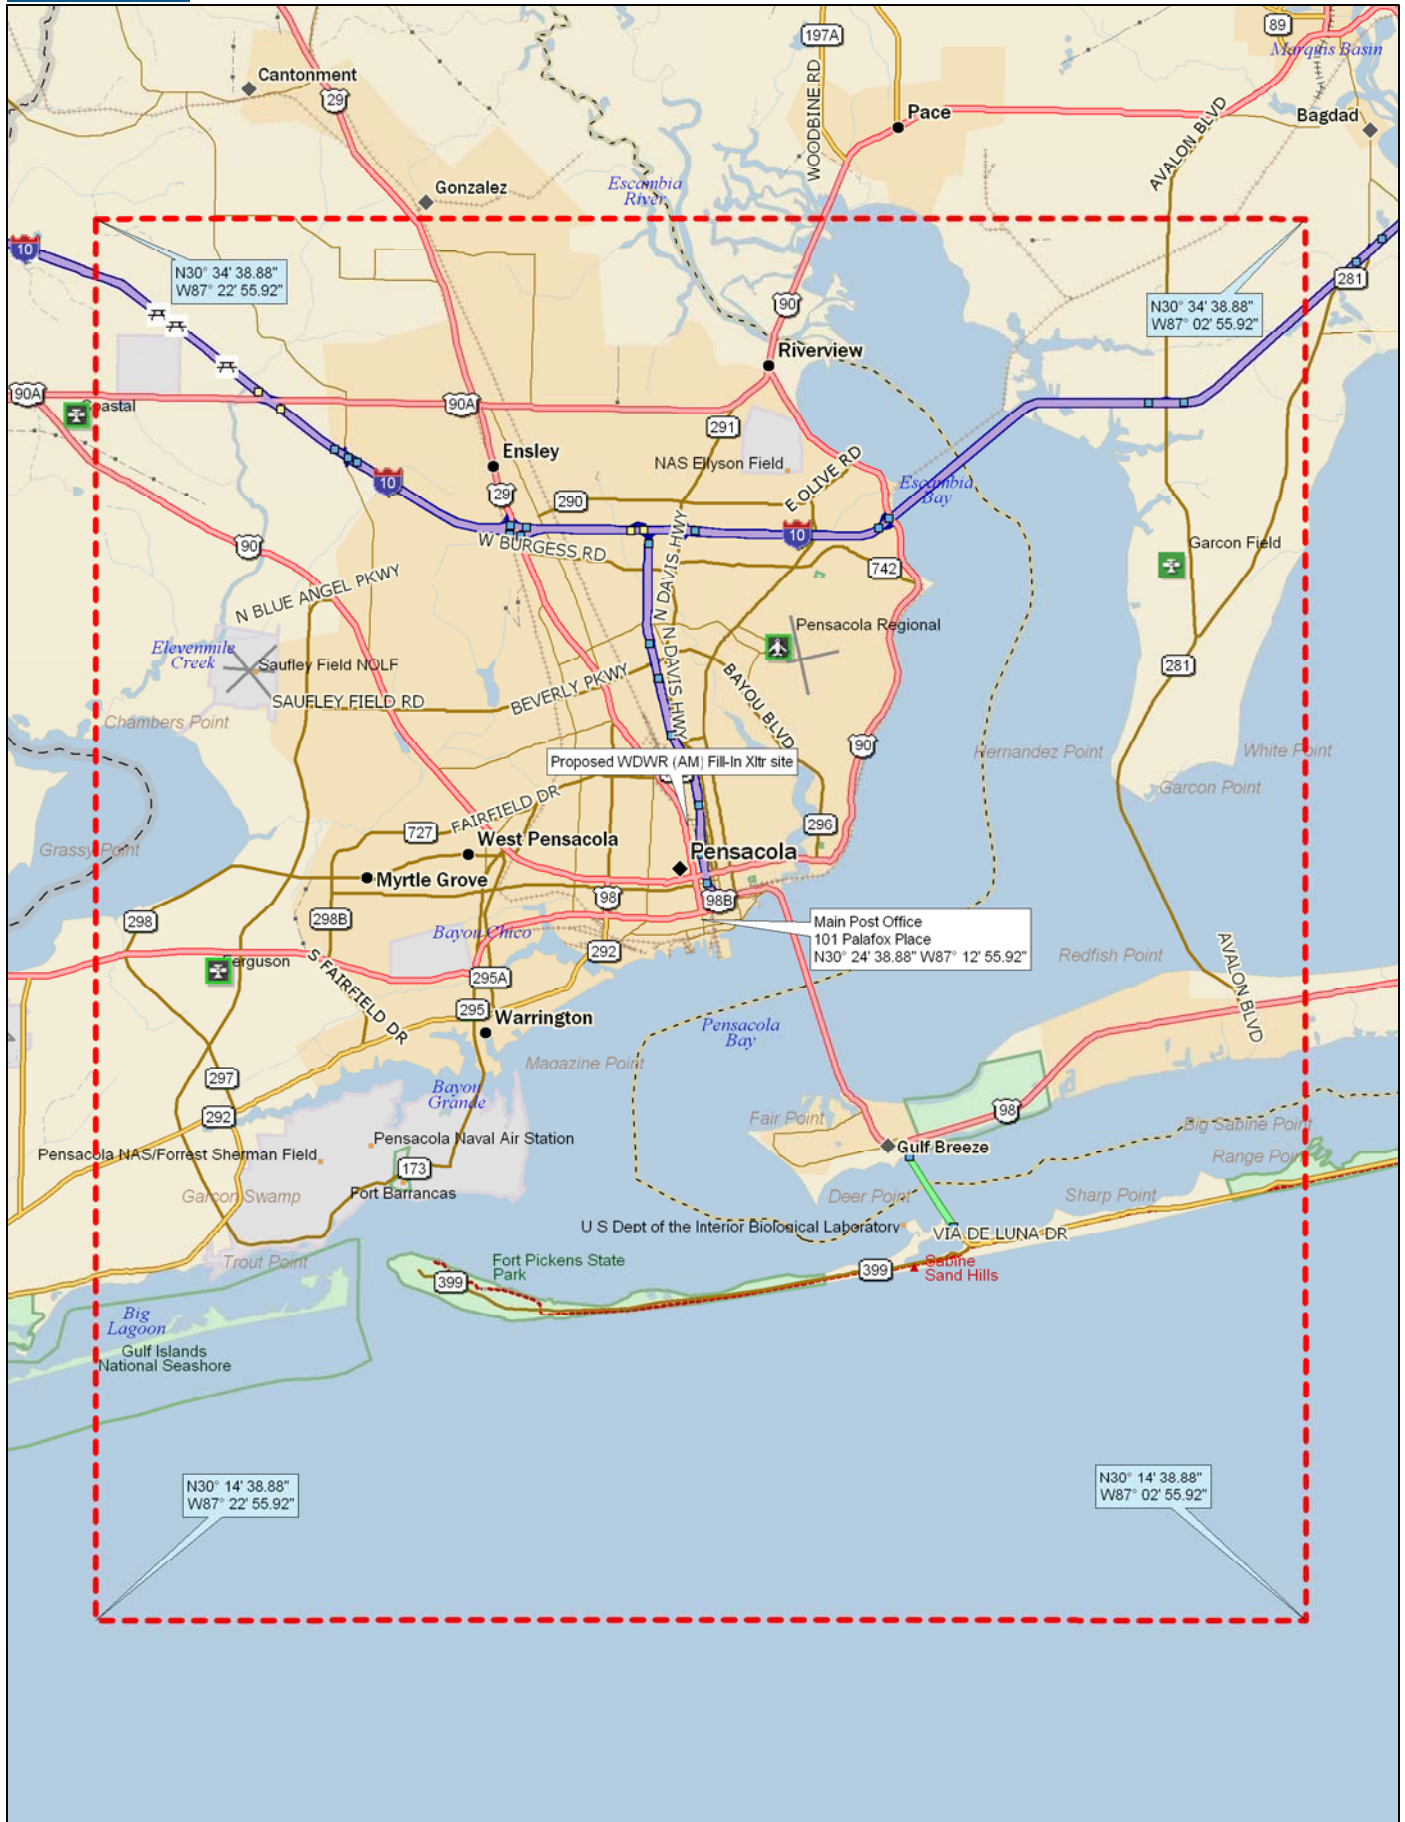 89
197A
Marquis Basin
Cantonment
29
WOODBINE RD
Pace
AVALON BLVD
Bagdad
Gonzalez
Escambia
River
10
N30° 34' 38.88"
W87° 22' 55.92"
281
N30° 34' 38.88"
W87° 02' 55.92"
90
Riverview
90A
Coastal
90A
291
Ensley
NAS Ellyson Field
E OLIVE RD
10
29
290
Escambia
Bay
10
W BURGESS RD
90
Garcon Field
742
N BLUE ANGEL PKWY
N DAVIS HWY
N DAVIS HWY
Pensacola Regional
Elevenmile
Creek
Saufley Field NOLF
281
BEVERLY PKWY
BAYOU BLVD
SAUFLEY FIELD RD
Chambers Point
90
Hernandez Point
White Point
Proposed WDWR (AM) Fill-In Xltr site
Garcon Point
FAIRFIELD DR
727
296
West Pensacola
Pensacola
Grassy Point
Myrtle Grove
98
98B
298
298B
Main Post Office
101 Palafox Place
N30° 24' 38.88" W87° 12' 55.92"
Bayou Chico
292
Redfish Point
AVALON BLVD
Ferguson
S FAIRFIELD DR
295A
295
Warrington
Pensacola
Bay
Magazine Point
297
Bayou
Grande
292
Fair Point
98
Big Sabine Point
Pensacola Naval Air Station
Gulf Breeze
Pensacola NAS/Forrest Sherman Field
Range Point
173
Garcon Swamp
Fort Barrancas
Deer Point
Sharp Point
U S Dept of the Interior Biological Laboratory
VIA DE LUNA DR
Trout Point
Fort Pickens State
Park
399
399
Sabine
Sand Hills
Big
Lagoon
Gulf Islands
National Seashore
N30° 14' 38.88"
W87° 22' 55.92"
N30° 14' 38.88"
W87° 02' 55.92"